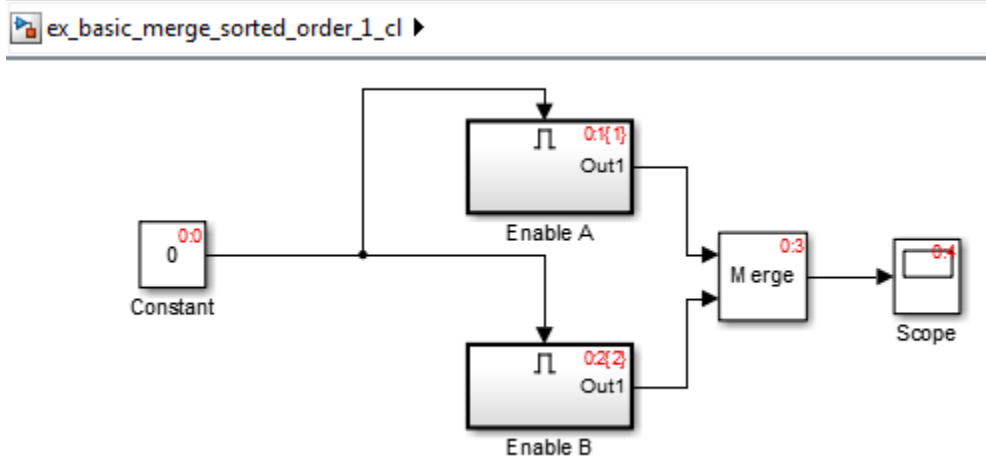 ex_basic_merge_sorted_order_1_cl
0:1{1}
Out1
Enable A
0:0
0
Constant
0:3
Merge
0:4
Scope
0:2{2}
Out1
Enable B